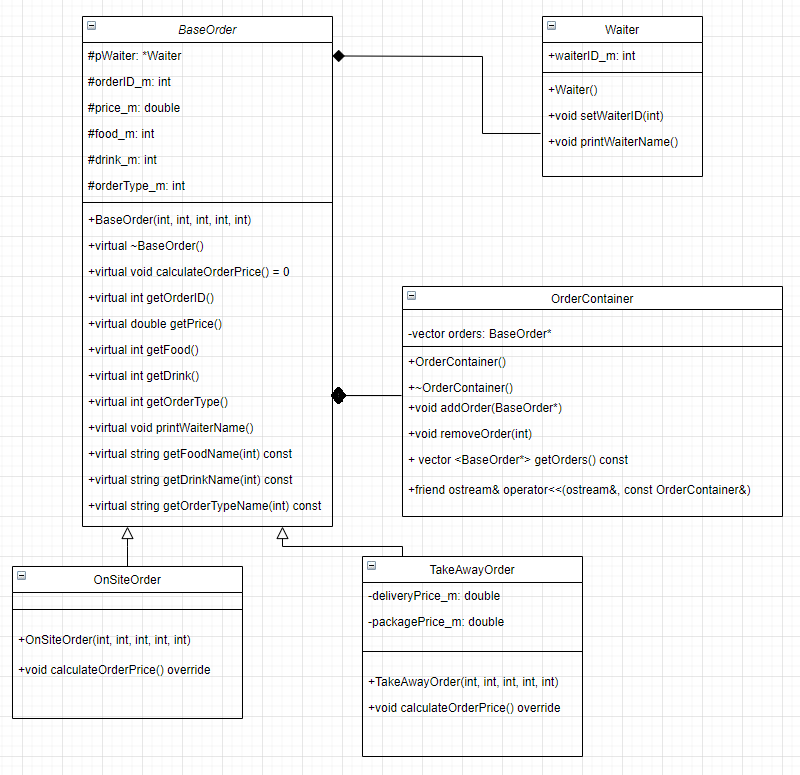 BaseOrder
#pWaiter: *Waiter
#orderID_m: int
#price_m: double
#food_m: int
#drink_m: int
#orderType_m: int
+BaseOrder(int, int, int, int, int)
+virtual ~BaseOrder()
+virtual void calculateOrderPrice() = 0
+virtual int getOrderID()
+virtual double getPrice()
+virtual int getFood()
+virtual int getDrink()
+virtual int getOrderType()
+virtual void printWaiterName()
+virtual string getFoodName(int) const
+virtual string getDrinkName(int) const
+virtual string getOrderTypeName(int) const
Waiter
+waiterID_m: int
+Waiter()
+void setWaiterID(int)
+void printWaiterName()
OrderContainer
-vector orders: BaseOrder*
+OrderContainer()
+~OrderContainer()
+void addOrder(BaseOrder*)
+void removeOrder(int)
+ vector <BaseOrder*> getOrders() const
+friend ostream& operator<<(ostream&, const OrderContainer&)
OnSiteOrder
+OnSiteOrder(int, int, int, int, int)
+void calculateOrderPrice() override
TakeAwayOrder
-deliveryPrice_m: double
-packagePrice_m: double
+TakeAwayOrder(int, int, int, int, int)
+void calculateOrderPrice() override